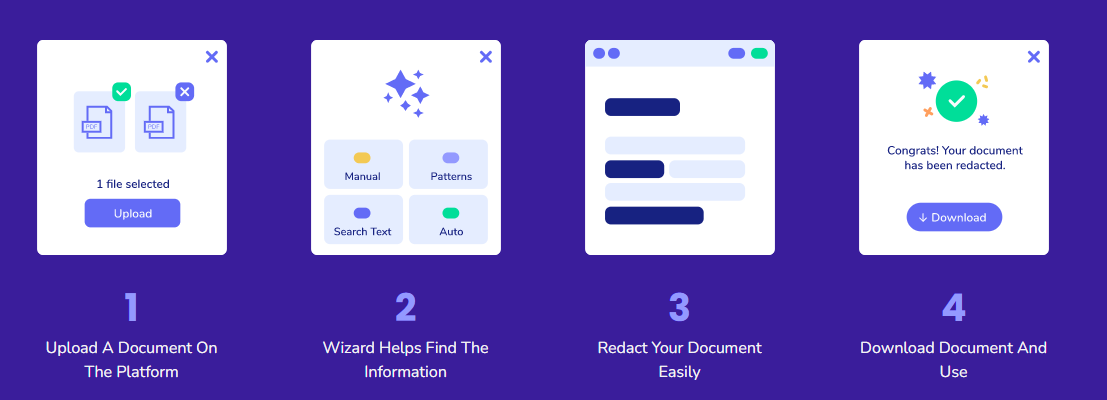 PDF
PDF
1 file selected
Upload
1
Upload A Document On
The Platform
Manual
Patterns
Search Text
Auto
2
Wizard Helps Find The
Information
3
Redact Your Document
Easily
Congrats! Your document
has been redacted.
↓ Download
4
Download Document And
Use